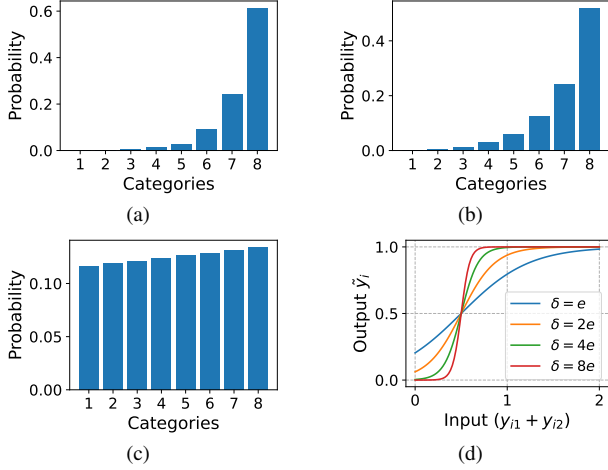 0.6
0.4
0.2
0.0
Probability
1 2 3 4 5 6 7 8
Categories
(a)
0.4
0.2
0.0
Probability
1 2 3 4 5 6 7 8
Categories
(b)
0.10
0.05
0.00
Probability
1 2 3 4 5 6 7 8
Categories
(c)
1.0
0.5
0.0
Output ỹᵢ
δ = e
δ = 2e
δ = 4e
δ = 8e
0 1 2
Input (yᵢ₁ + yᵢ₂)
(d)